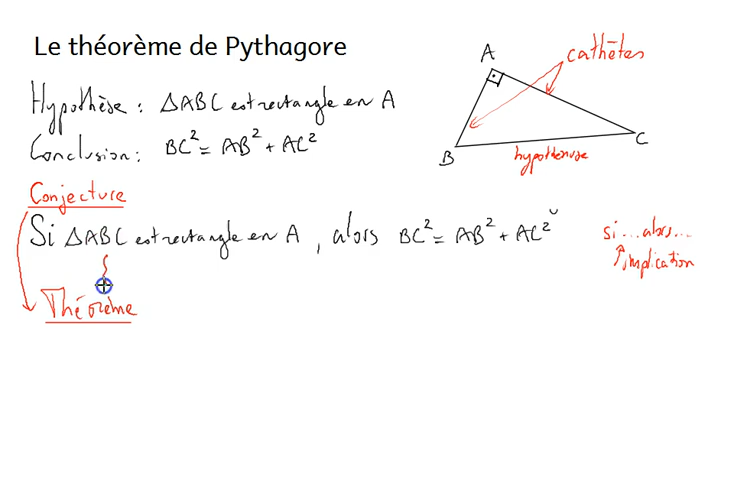 Le théorème de Pythagore
Hypothèse : ΔABC est rectangle en A
Conclusion : BC² = AB² + AC²
A
B
C
cathètes
hypoténuse
Conjecture
Si ΔABC est rectangle en A, alors BC² = AB² + AC²
si...alors...
implication
Théorème